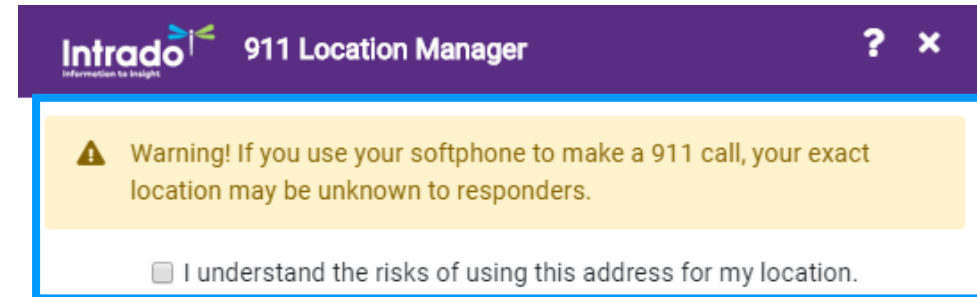 Intrado
Information to Insight
911 Location Manager
? ×
Warning! If you use your softphone to make a 911 call, your exact
location may be unknown to responders.
I understand the risks of using this address for my location.